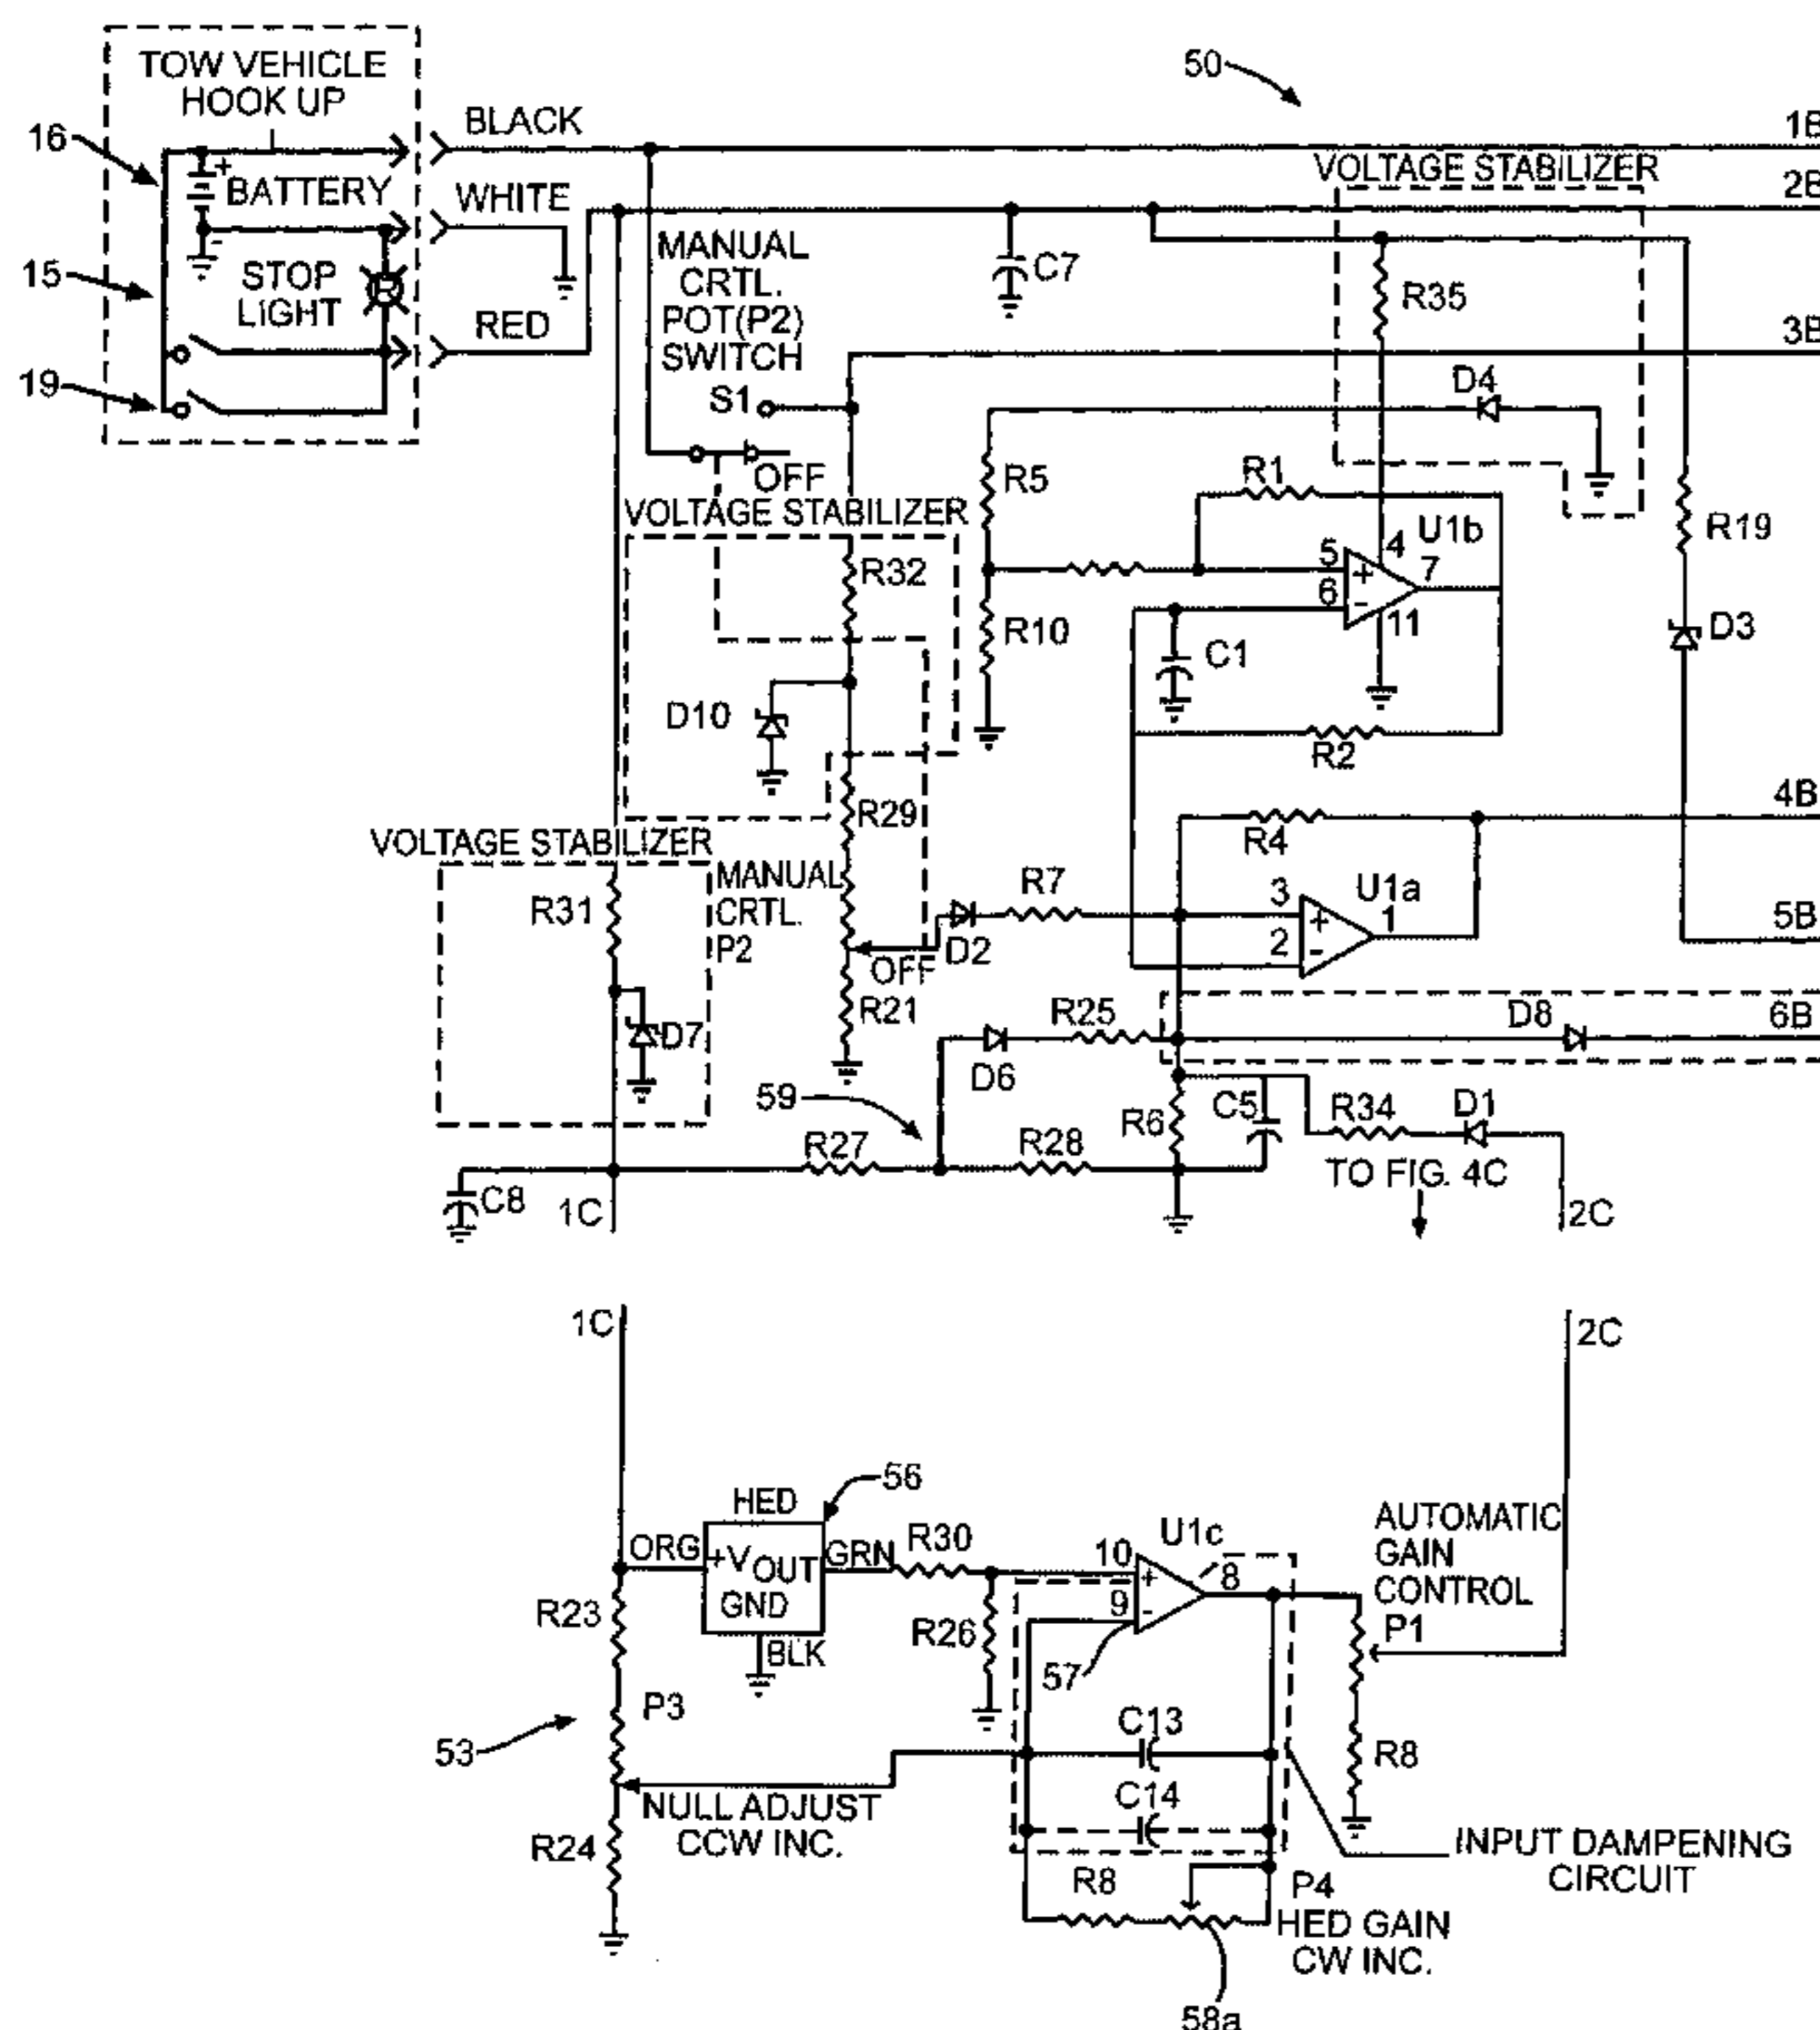 TOW VEHICLE
HOOK UP
16
BLACK
50
1B
VOLTAGE STABILIZER
+
BATTERY
WHITE
2B
-
15
STOP
LIGHT
R
RED
MANUAL
CRTL.
POT(P2)
SWITCH
C7
R35
3B
19
S1
D4
OFF
R5
R1
VOLTAGE STABILIZER
4
U1b
R19
R32
5
+
7
6
-
R10
11
D3
C1
D10
R2
R29
4B
R4
VOLTAGE STABILIZER
MANUAL
CRTL.
P2
R31
R7
U1a
3
+
1
2
-
5B
D2
OFF
R21
D7
R25
D8
6B
D6
59
R6
C5
R34
D1
R27
R28
TO FIG. 4C
C8
1C
2C
1C
2C
56
HED
ORG
+V
OUT
GRN
GND
BLK
R30
U1c
10
+
8
9
-
AUTOMATIC
GAIN
CONTROL
P1
R23
R26
57
P3
53
C13
R8
C14
NULL ADJUST
CCW INC.
R24
INPUT DAMPENING
CIRCUIT
R8
P4
HED GAIN
CW INC.
58a